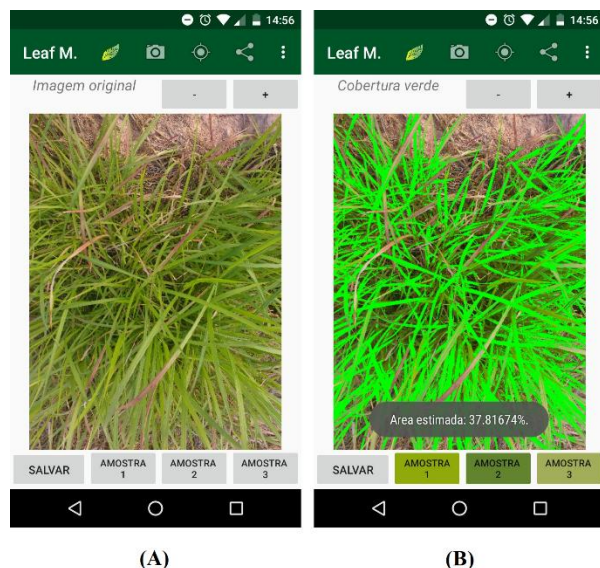 14:56
Leaf M.
Imagem original
-
+
SALVAR
AMOSTRA
1
AMOSTRA
2
AMOSTRA
3
(A)
14:56
Leaf M.
Cobertura verde
-
+
Area estimada: 37.81674%.
SALVAR
AMOSTRA
1
AMOSTRA
2
AMOSTRA
3
(B)